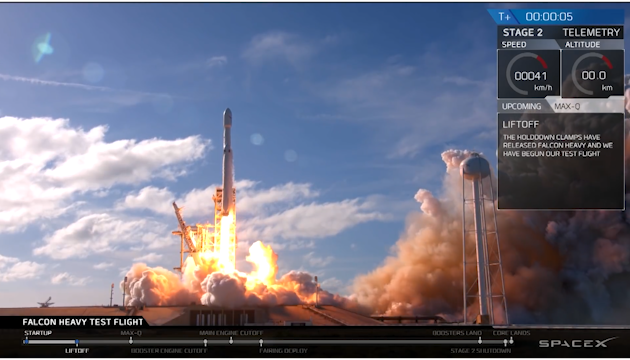 T+ 00:00:05
STAGE 2 TELEMETRY
SPEED ALTITUDE
00041 00.0
km/h km
UPCOMING MAX-Q
LIFTOFF
THE HOLDDOWN CLAMPS HAVE
RELEASED FALCON HEAVY AND WE
HAVE BEGUN OUR TEST FLIGHT
FALCON HEAVY TEST FLIGHT
STARTUP MAX-Q MAIN ENGINE CUTOFF BOOSTERS LAND CORE LANDS
LIFTOFF BOOSTER ENGINE CUTOFF FAIRING DEPLOY STAGE 2 SHUTDOWN
SPACEX